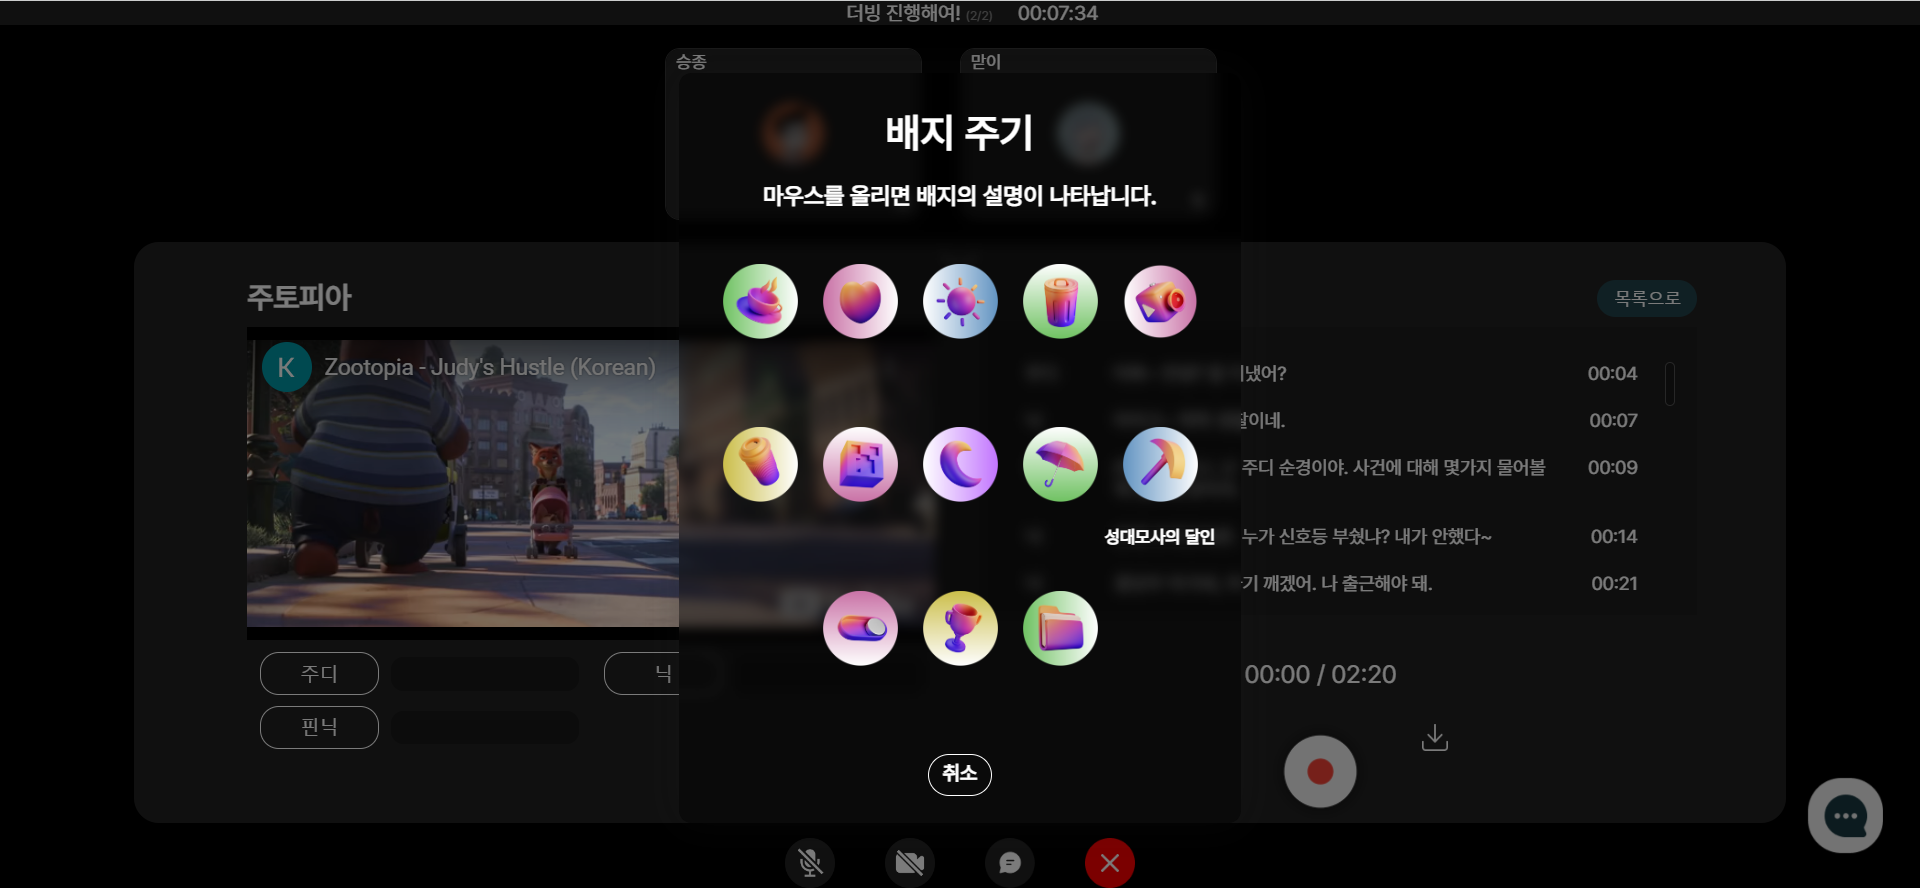 더빙 진행해여! (2/2) 00:07:34
승종
맏이
배지 주기
마우스를 올리면 배지의 설명이 나타납니다.
주토피아
목록으로
K Zootopia - Judy's Hustle (Korean)
냈어? 00:04
이네. 00:07
주디 순경이야. 사건에 대해 몇가지 물어볼 00:09
성대모사의 달인
누가 신호등 부쉈냐? 내가 안했다~ 00:14
기 깨겠어. 나 출근해야 돼. 00:21
주디
닉
00:00 / 02:20
핀닉
취소